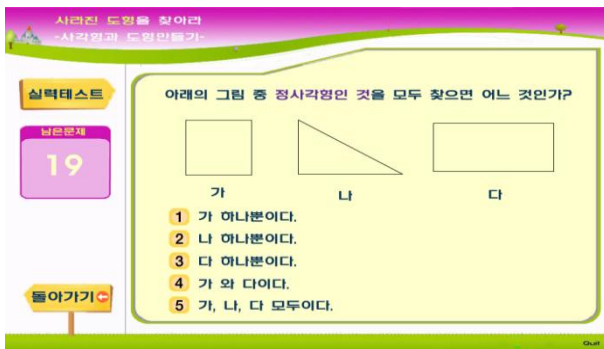 사라진 도형을 찾아라
-사각형과 도형만들기-
실력테스트
남은문제
19
아래의 그림 중 정사각형인 것을 모두 찾으면 어느 것인가?
가 나 다
1 가 하나뿐이다.
2 나 하나뿐이다.
3 다 하나뿐이다.
4 가 와 다이다.
5 가, 나, 다 모두이다.
돌아가기
Quit